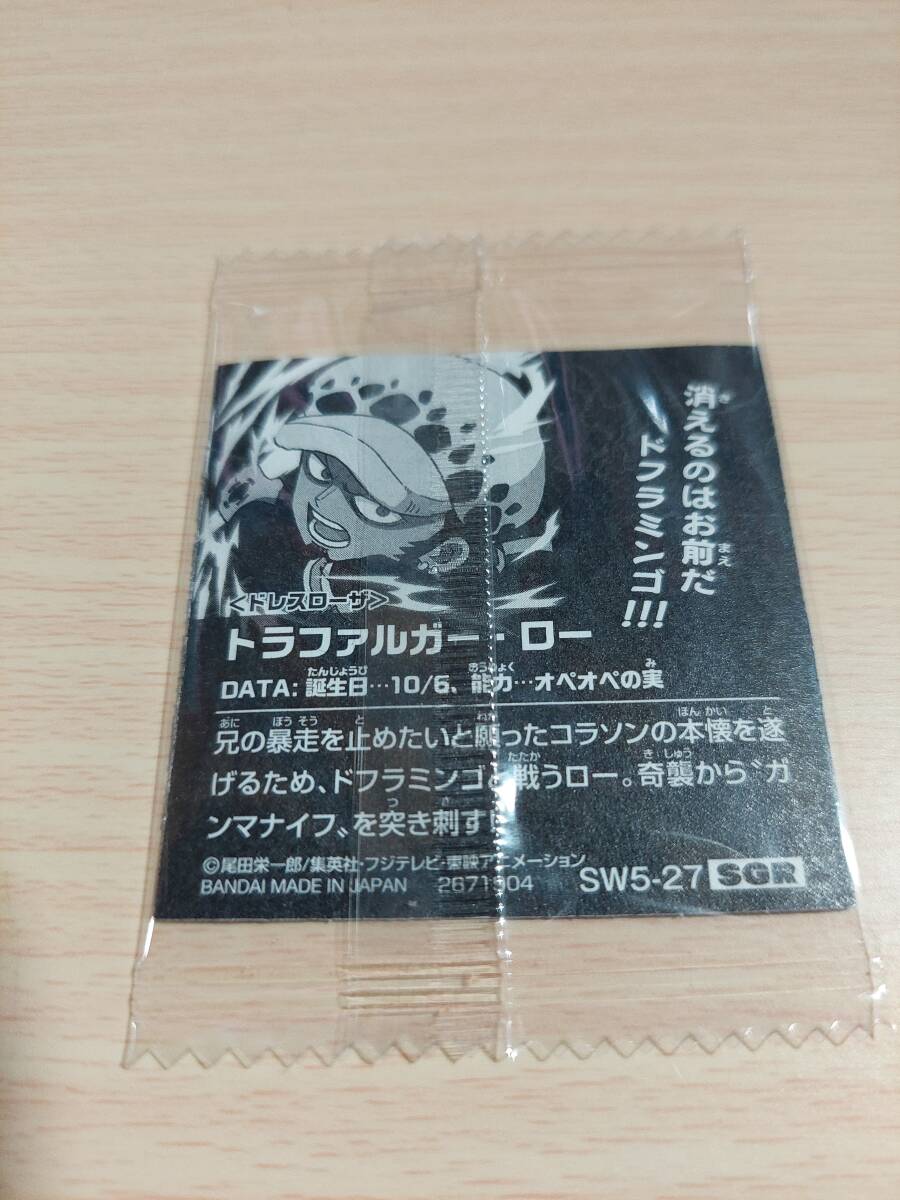 消えるのはお前だ
ドフラミンゴ!!!
<ドレスローザ>
トラファルガー・ロー
DATA: 誕生日…10/6、能力…オペオペの実
兄の暴走を止めたいと願ったコラソンの本懐を遂
げるため、ドフラミンゴと戦うロー。奇襲から〝ガ
ンマナイフ〟を突き刺す!!
©尾田栄一郎/集英社・フジテレビ・東映アニメーション
BANDAI MADE IN JAPAN 2671904 SW5-27 SGR